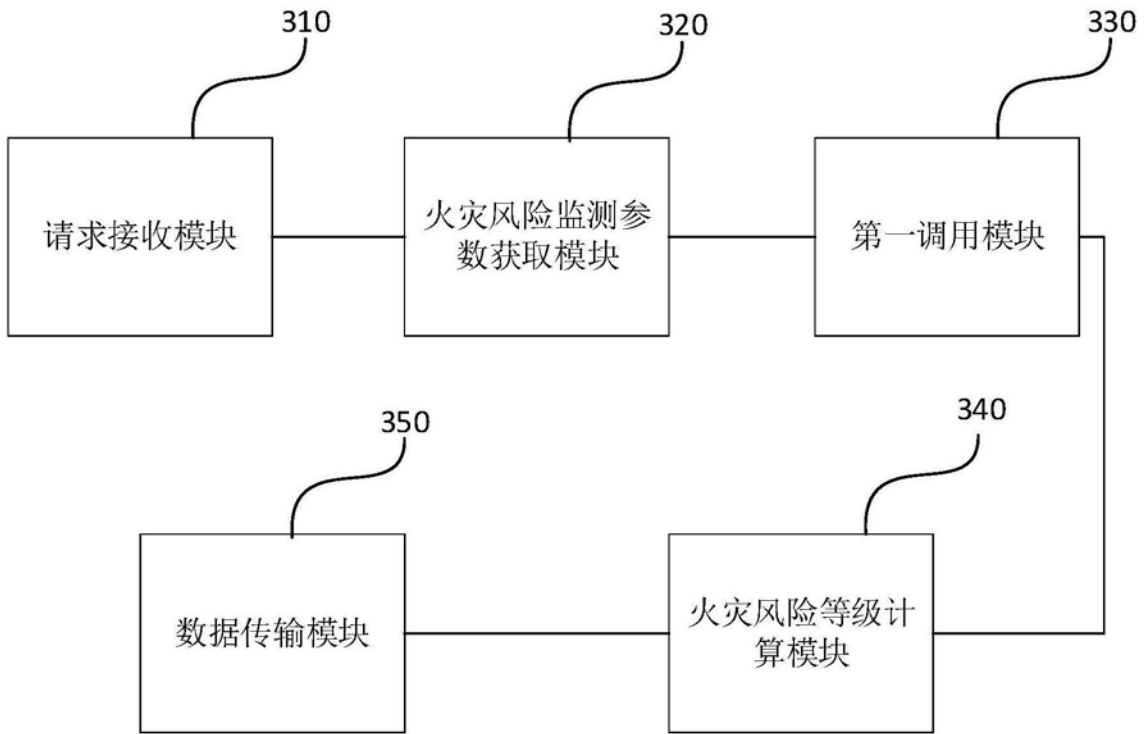 310
320
330
请求接收模块
火灾风险监测参
数获取模块
第一调用模块
350
340
数据传输模块
火灾风险等级计
算模块